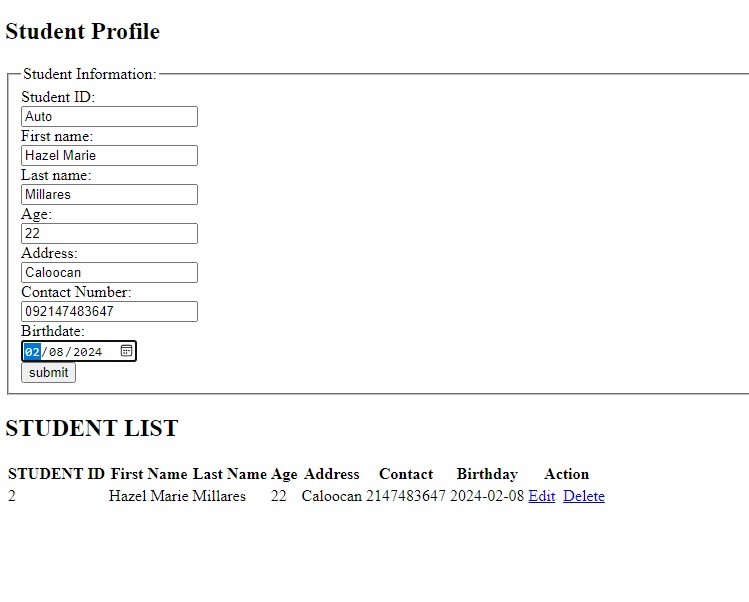 Student Profile
Student Information:
Student ID:
Auto
First name:
Hazel Marie
Last name:
Millares
Age:
22
Address:
Caloocan
Contact Number:
092147483647
Birthdate:
02/08/2024
submit
STUDENT LIST
STUDENT ID First Name Last Name Age Address Contact Birthday Action
2 Hazel Marie Millares 22 Caloocan 2147483647 2024-02-08 Edit Delete